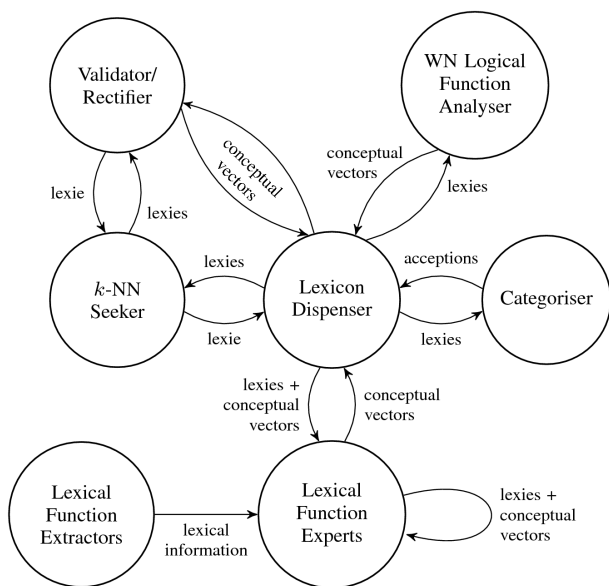 Validator/
Rectifier
WN Logical
Function
Analyser
conceptual
vectors
conceptual
vectors
lexies
lexie
lexies
k-NN
Seeker
lexies
lexie
Lexicon
Dispenser
acceptions
lexies
Categoriser
lexies +
conceptual
vectors
conceptual
vectors
Lexical
Function
Extractors
lexical
information
Lexical
Function
Experts
lexies +
conceptual
vectors